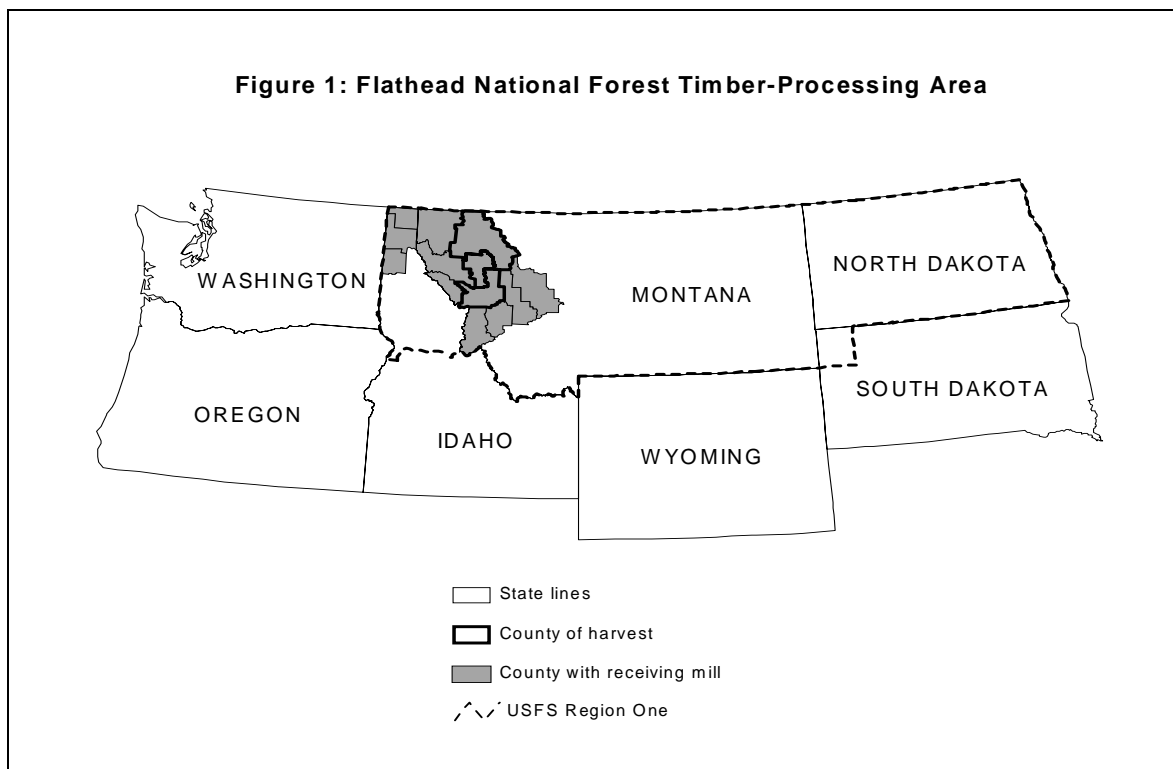 Figure 1: Flathead National Forest Timber-Processing Area
WASHINGTON
MONTANA
NORTH DAKOTA
OREGON
IDAHO
WYOMING
SOUTH DAKOTA
State lines
County of harvest
County with receiving mill
USFS Region One